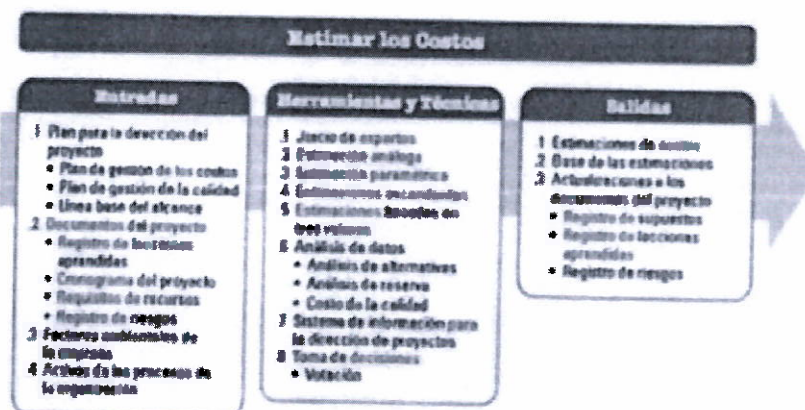 Estimar los Costos
Entradas
.1 Plan para la dirección del
proyecto
• Plan de gestión de los costos
• Plan de gestión de la calidad
• Línea base del alcance
.2 Documentos del proyecto
• Registro de lecciones
aprendidas
• Cronograma del proyecto
• Requisitos de recursos
• Registro de riesgos
.3 Factores ambientales de
la empresa
.4 Activos de los procesos de
la organización
Herramientas y Técnicas
.1 Juicio de expertos
.2 Estimación análoga
.3 Estimación paramétrica
.4 Estimaciones ascendentes
.5 Estimaciones basadas en
tres valores
.6 Análisis de datos
• Análisis de alternativas
• Análisis de reserva
• Costo de la calidad
.7 Sistema de información para
la dirección de proyectos
.8 Toma de decisiones
• Votación
Salidas
.1 Estimaciones de costos
.2 Base de las estimaciones
.3 Actualizaciones a los
documentos del proyecto
• Registro de supuestos
• Registro de lecciones
aprendidas
• Registro de riesgos